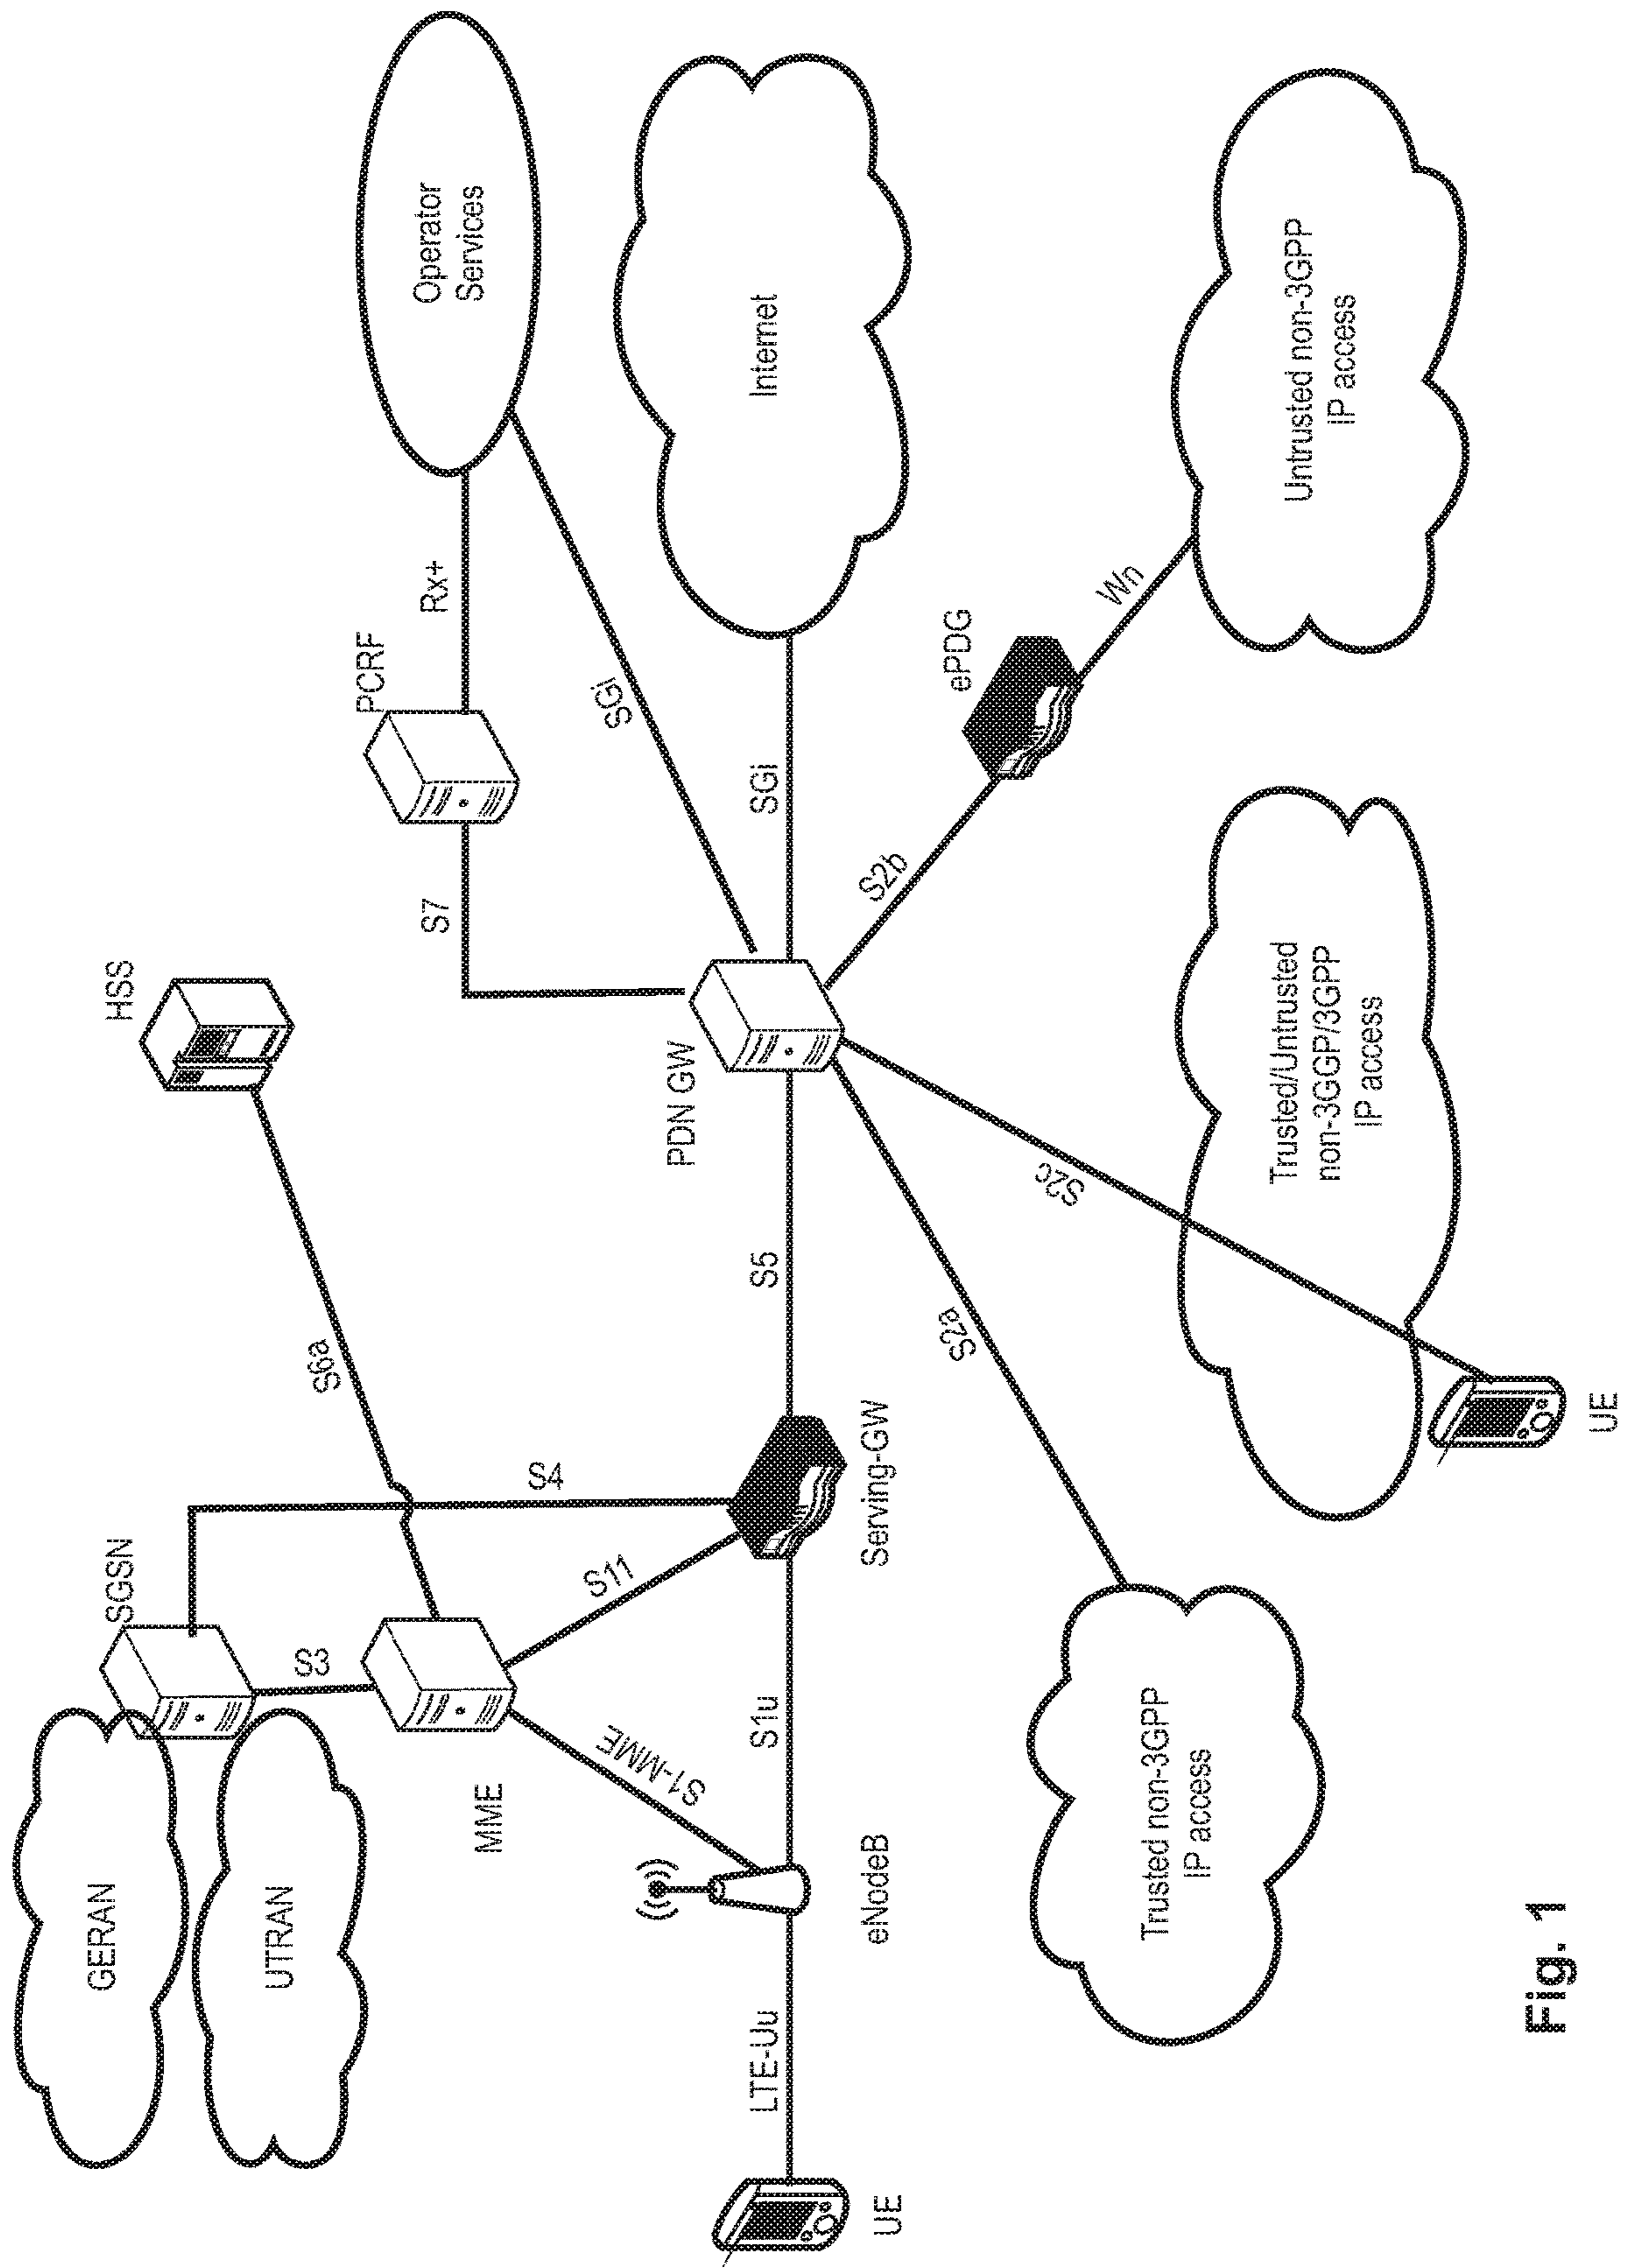 GERAN
UTRAN
SGSN
HSS
S3
S6a
S4
MME
S11
S1-MME
PCRF
S7
Rx+
Operator
Services
SGi
UE
LTE-Uu
eNodeB
S1u
Serving-GW
S5
PDN GW
SGi
Internet
S2a
S2c
S2b
ePDG
Wn
Trusted non-3GPP
IP access
Trusted/Untrusted
non-3GGP/3GPP
IP access
Untrusted non-3GPP
IP access
UE
Fig. 1